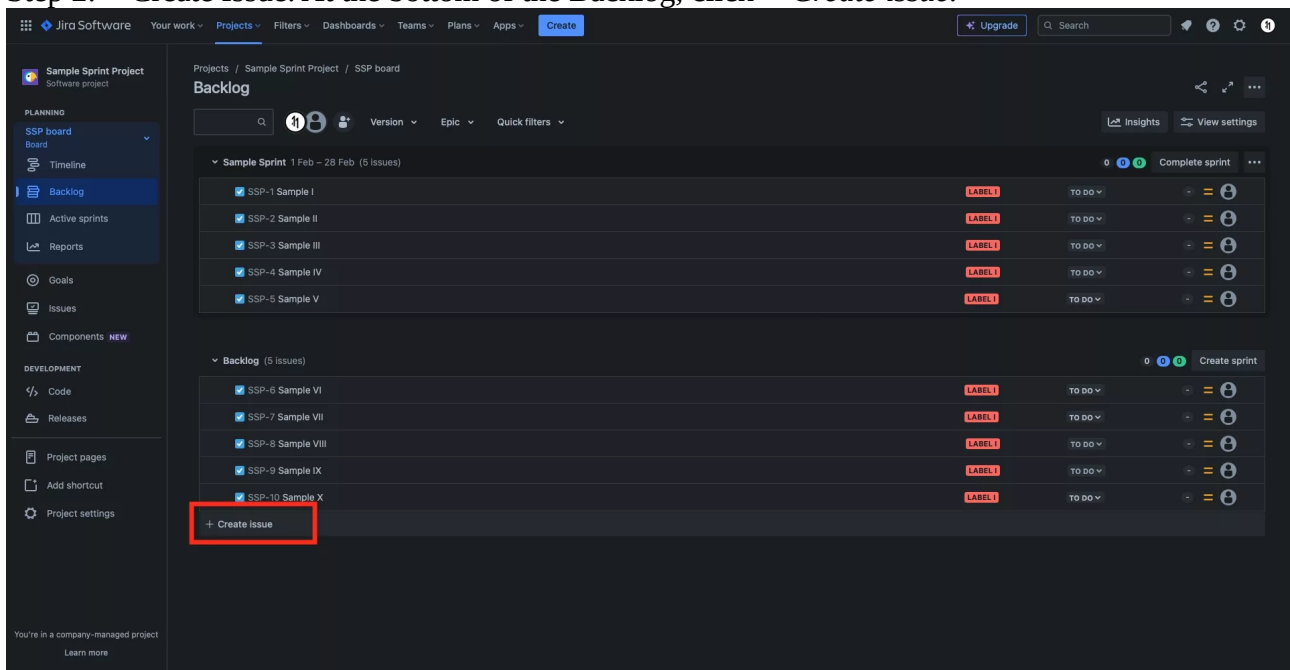 Step 2: "+ Create issue: At the bottom of the Backlog, click "+ Create issue."
Jira Software Your work Projects Filters Dashboards Teams Plans Apps Create Upgrade Search
Sample Sprint Project
Software project
Projects / Sample Sprint Project / SSP board
Backlog
PLANNING
SSP board
Board
Version Epic Quick filters Insights View settings
Timeline
Backlog
Active sprints
Reports
Goals
Issues
Components NEW
DEVELOPMENT
Code
Releases
Project pages
Add shortcut
Project settings
You're in a company-managed project
Learn more
Sample Sprint 1 Feb – 28 Feb (5 issues) 0 0 0 Complete sprint
SSP-1 Sample I LABEL I TO DO -
SSP-2 Sample II LABEL I TO DO -
SSP-3 Sample III LABEL I TO DO -
SSP-4 Sample IV LABEL I TO DO -
SSP-5 Sample V LABEL I TO DO -
Backlog (5 issues) 0 0 0 Create sprint
SSP-6 Sample VI LABEL I TO DO -
SSP-7 Sample VII LABEL I TO DO -
SSP-8 Sample VIII LABEL I TO DO -
SSP-9 Sample IX LABEL I TO DO -
SSP-10 Sample X LABEL I TO DO -
+ Create issue